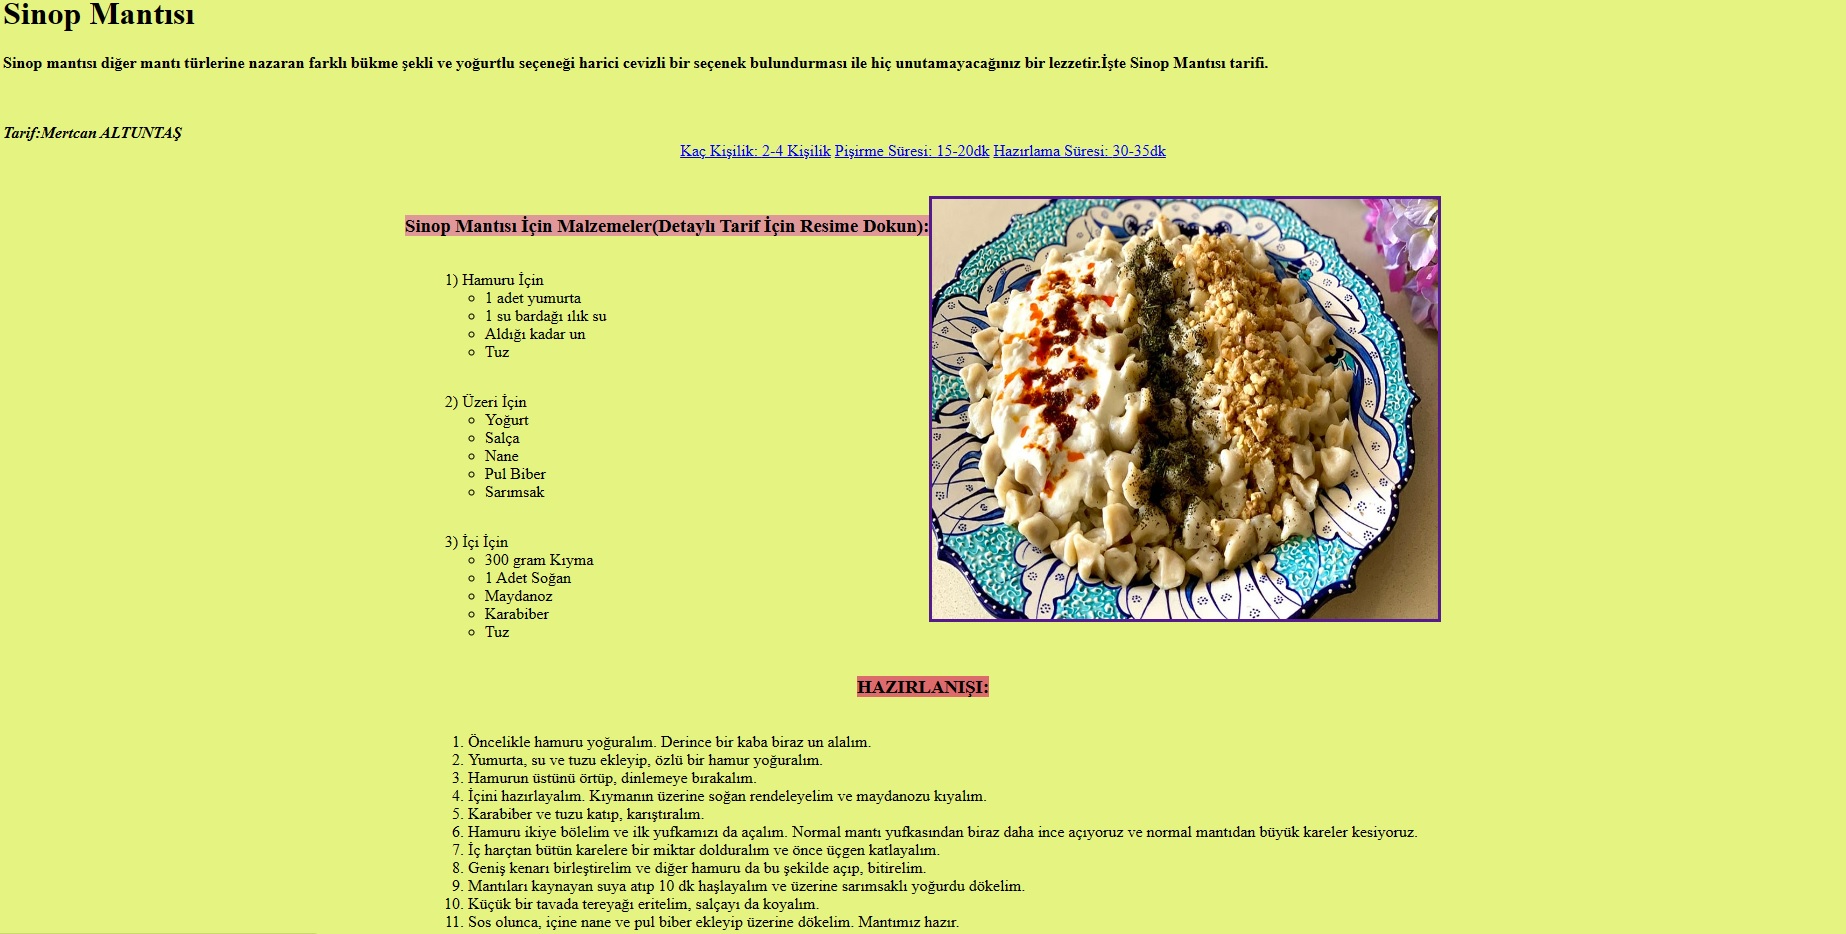 Sinop Mantısı
Sinop mantısı diğer mantı türlerine nazaran farklı bükme şekli ve yoğurtlu seçeneği harici cevizli bir seçenek bulundurması ile hiç unutamayacağınız bir lezzetir.İşte Sinop Mantısı tarifi.
Tarif:Mertcan ALTUNTAŞ
Kaç Kişilik: 2-4 Kişilik Pişirme Süresi: 15-20dk Hazırlama Süresi: 30-35dk
Sinop Mantısı İçin Malzemeler(Detaylı Tarif İçin Resime Dokun):
1) Hamuru İçin
1 adet yumurta
1 su bardağı ılık su
Aldığı kadar un
Tuz
2) Üzeri İçin
Yoğurt
Salça
Nane
Pul Biber
Sarımsak
3) İçi İçin
300 gram Kıyma
1 Adet Soğan
Maydanoz
Karabiber
Tuz
HAZIRLANIŞI:
1. Öncelikle hamuru yoğuralım. Derince bir kaba biraz un alalım.
2. Yumurta, su ve tuzu ekleyip, özlü bir hamur yoğuralım.
3. Hamurun üstünü örtüp, dinlemeye bırakalım.
4. İçini hazırlayalım. Kıymanın üzerine soğan rendeleyelim ve maydanozu kıyalım.
5. Karabiber ve tuzu katıp, karıştıralım.
6. Hamuru ikiye bölelim ve ilk yufkamızı da açalım. Normal mantı yufkasından biraz daha ince açıyoruz ve normal mantıdan büyük kareler kesiyoruz.
7. İç harçtan bütün karelere bir miktar dolduralım ve önce üçgen katlayalım.
8. Geniş kenarı birleştirelim ve diğer hamuru da bu şekilde açıp, bitirelim.
9. Mantıları kaynayan suya atıp 10 dk haşlayalım ve üzerine sarımsaklı yoğurdu dökelim.
10. Küçük bir tavada tereyağı eritelim, salçayı da koyalım.
11. Sos olunca, içine nane ve pul biber ekleyip üzerine dökelim. Mantımız hazır.